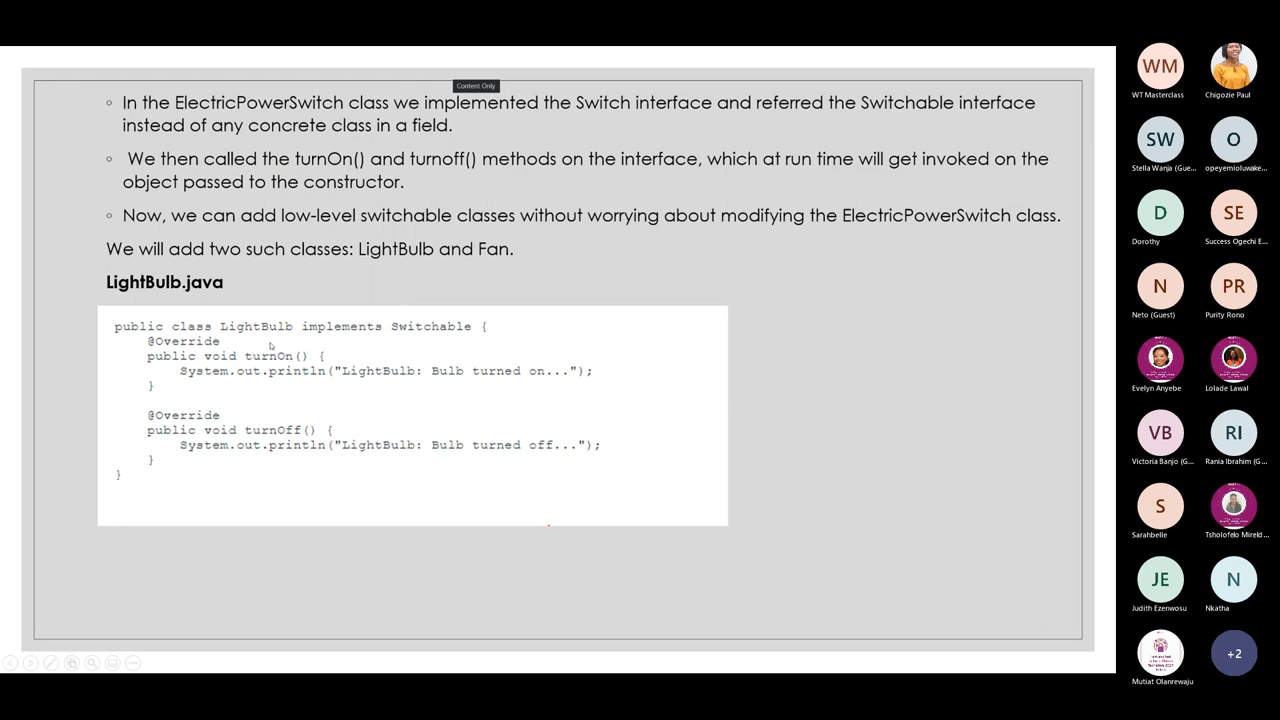 Content Only
◦ In the ElectricPowerSwitch class we implemented the Switch interface and referred the Switchable interface
instead of any concrete class in a field.
◦ We then called the turnOn() and turnoff() methods on the interface, which at run time will get invoked on the
object passed to the constructor.
◦ Now, we can add low-level switchable classes without worrying about modifying the ElectricPowerSwitch class.
We will add two such classes: LightBulb and Fan.
LightBulb.java
public class LightBulb implements Switchable {
@Override
public void turnOn() {
System.out.println("LightBulb: Bulb turned on...");
}
@Override
public void turnOff() {
System.out.println("LightBulb: Bulb turned off...");
}
}
WM
WT Masterclass
Chigozie Paul
SW
Stella Wanja (Gue...
O
opeyemioluwake...
D
Dorothy
SE
Success Ogechi E...
N
Neto (Guest)
PR
Purity Rono
Evelyn Anyebe
Lolade Lawal
VB
Victoria Banjo (G...
RI
Rania Ibrahim (G...
S
Sarahbelle
Tsholofelo Mireld...
JE
Judith Ezenwosu
N
Nkatha
Mutiat Olanrewaju
+2